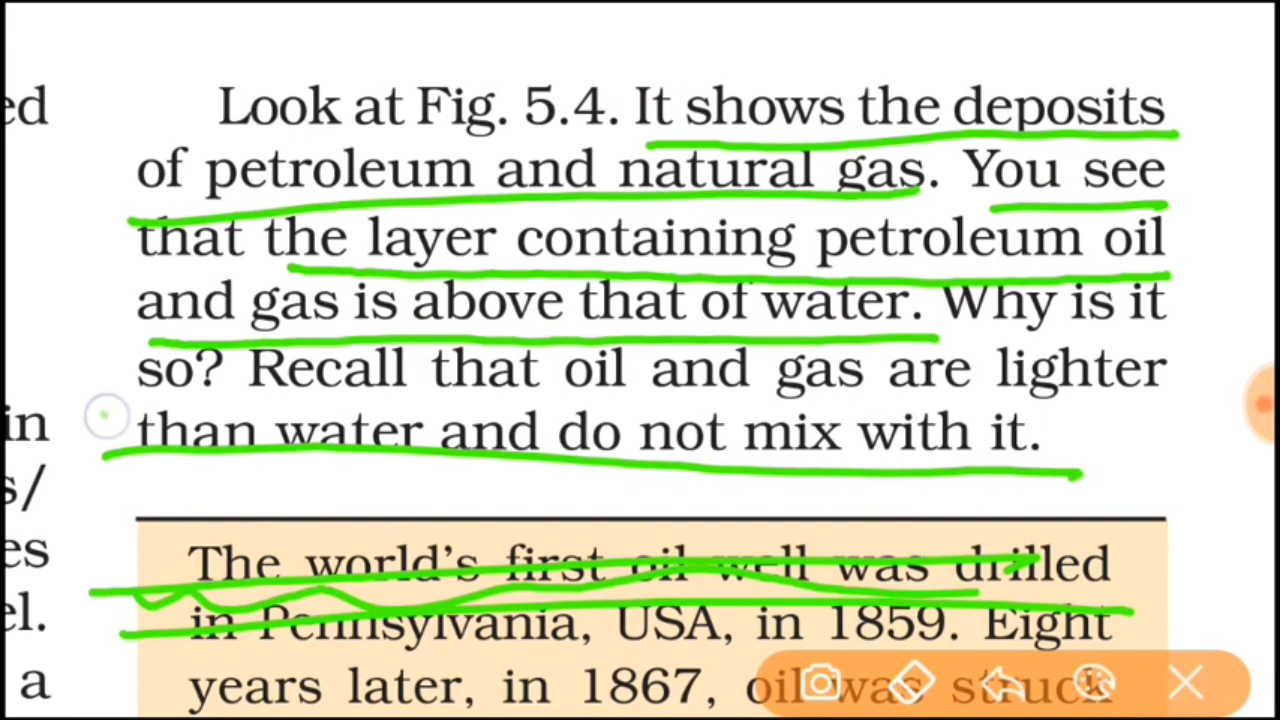 ed
Look at Fig. 5.4. It shows the deposits
of petroleum and natural gas. You see
that the layer containing petroleum oil
and gas is above that of water. Why is it
so? Recall that oil and gas are lighter
in
than water and do not mix with it.
s/
es
The world's first oil well was drilled
el.
in Pennsylvania, USA, in 1859. Eight
a
years later, in 1867, oil was struck